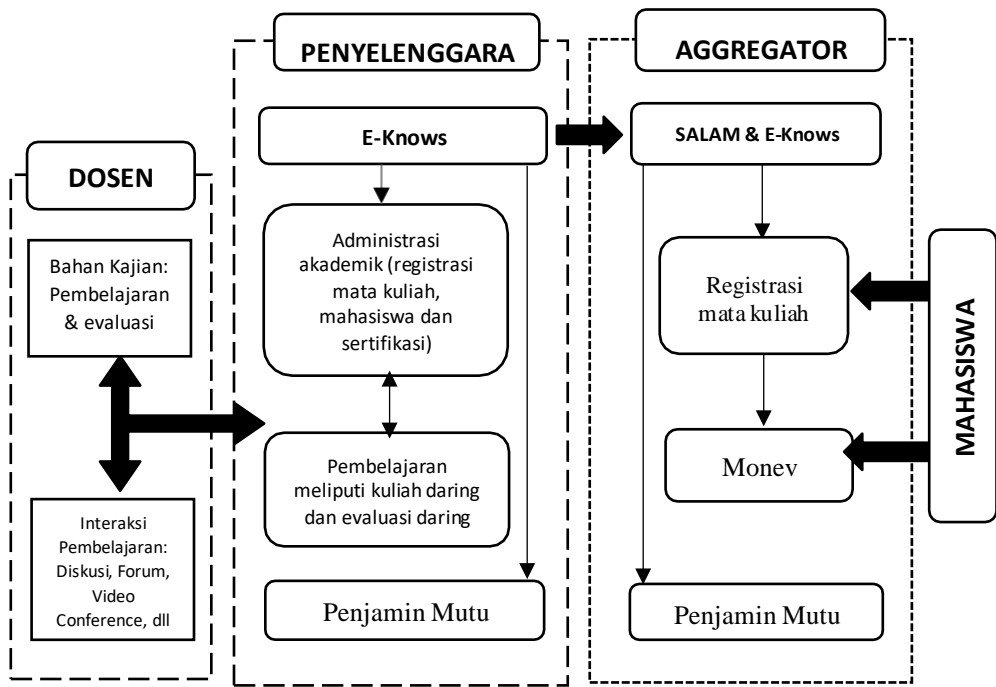 DOSEN
Bahan Kajian:
Pembelajaran
& evaluasi
Interaksi
Pembelajaran:
Diskusi, Forum,
Video
Conference, dll
PENYELENGGARA
E-Knows
Administrasi
akademik (registrasi
mata kuliah,
mahasiswa dan
sertifikasi)
Pembelajaran
meliputi kuliah daring
dan evaluasi daring
Penjamin Mutu
AGGREGATOR
SALAM & E-Knows
Registrasi
mata kuliah
Monev
Penjamin Mutu
MAHASISWA